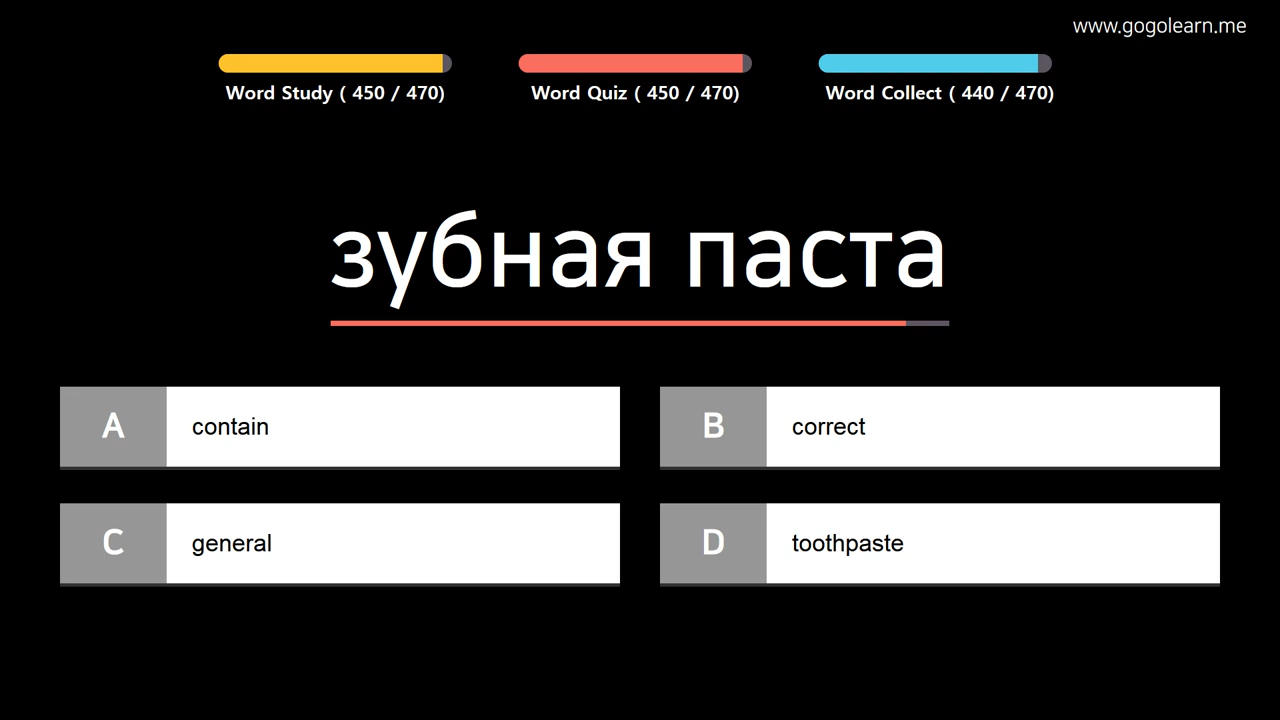 www.gogolearn.me
Word Study ( 450 / 470)
Word Quiz ( 450 / 470)
Word Collect ( 440 / 470)
зубная паста
A contain
B correct
C general
D toothpaste